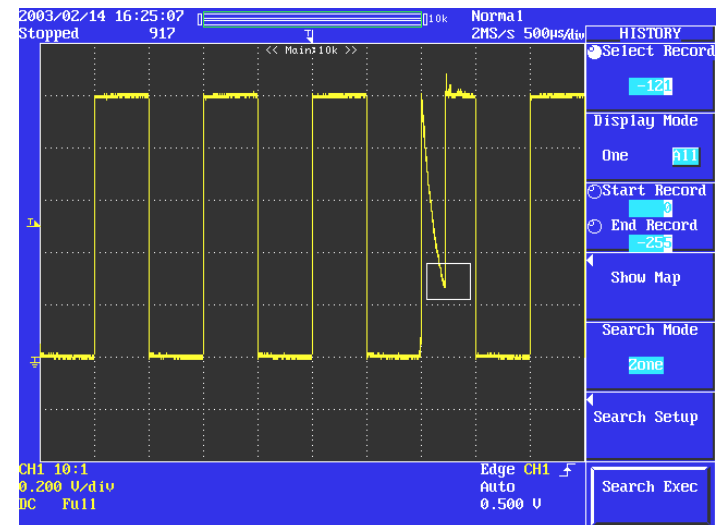 2003/02/14 16:25:07 10k Normal
Stopped 917 2MS/s 500µs/div
<< Main:10k >>
HISTORY
Select Record
-121
Display Mode
One All
Start Record
0
End Record
-255
Show Map
Search Mode
Zone
Search Setup
Search Exec
CH1 10:1
0.200 V/div
DC Full
Edge CH1
Auto
0.500 V